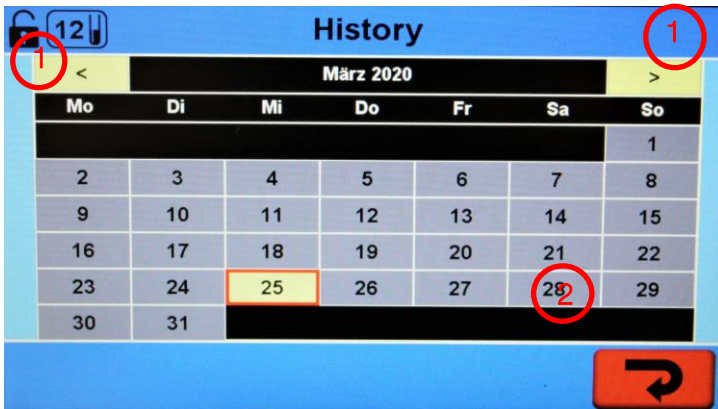 12 History 1
1
< März 2020 >
Mo Di Mi Do Fr Sa So
1
2 3 4 5 6 7 8
9 10 11 12 13 14 15
16 17 18 19 20 21 22
23 24 25 26 27 28 29
2
30 31